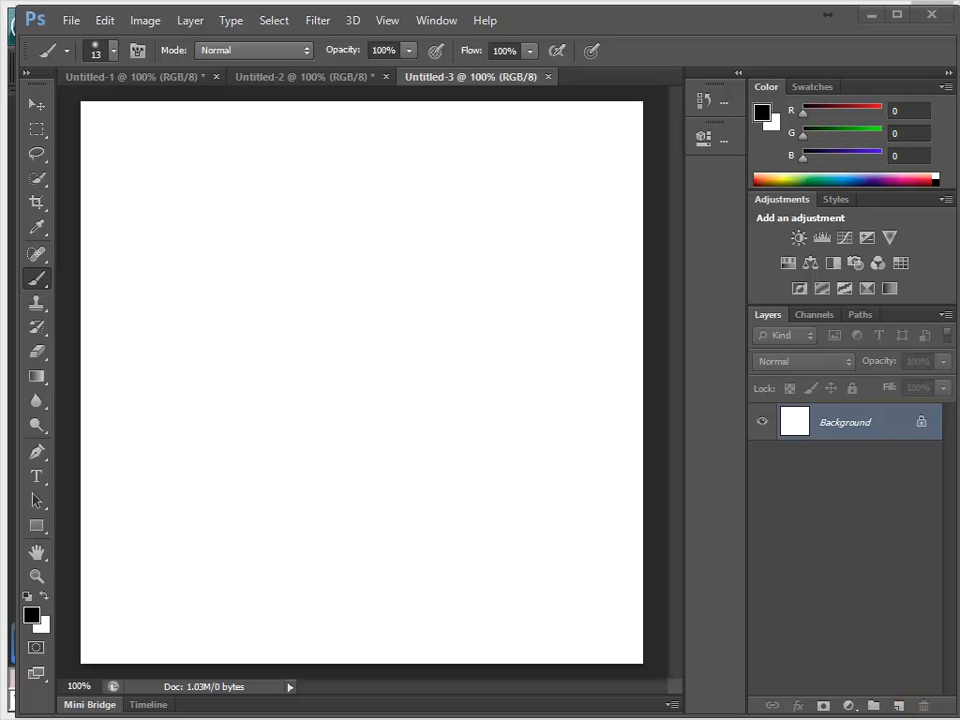 Ps File Edit Image Layer Type Select Filter 3D View Window Help
13 Mode: Normal Opacity: 100% Flow: 100%
Untitled-1 @ 100% (RGB/8) * × Untitled-2 @ 100% (RGB/8) * × Untitled-3 @ 100% (RGB/8) ×
Color Swatches
R 0
G 0
B 0
Adjustments Styles
Add an adjustment
Layers Channels Paths
Kind
Normal Opacity: 100%
Lock: Fill: 100%
Background
100% Doc: 1.03M/0 bytes
Mini Bridge Timeline